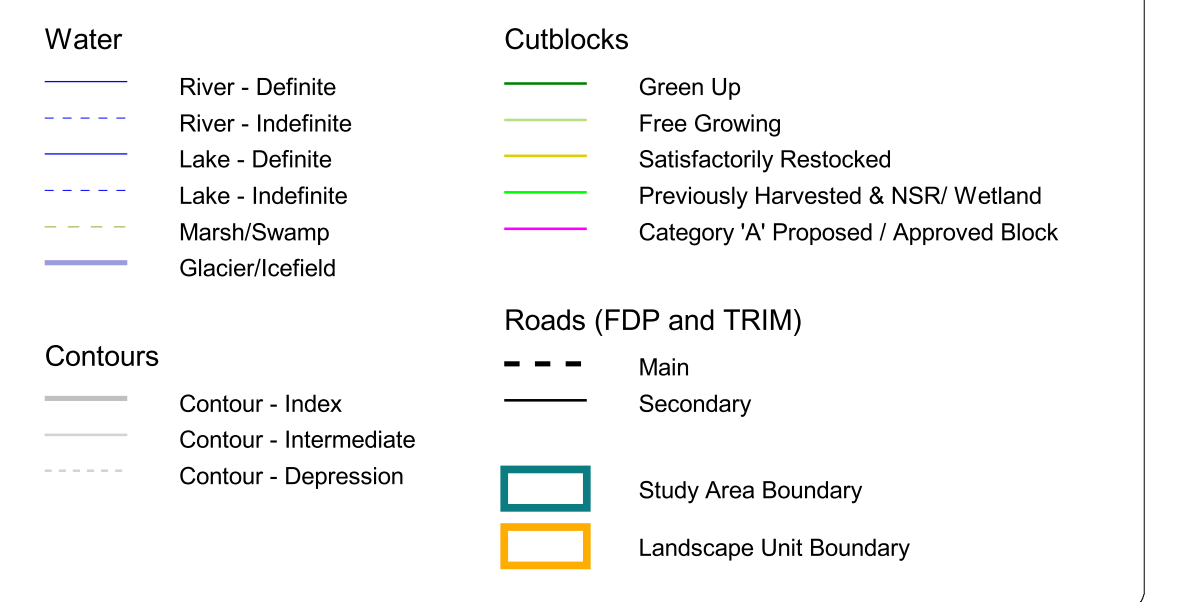 Water
River - Definite
River - Indefinite
Lake - Definite
Lake - Indefinite
Marsh/Swamp
Glacier/Icefield
Contours
Contour - Index
Contour - Intermediate
Contour - Depression
Cutblocks
Green Up
Free Growing
Satisfactorily Restocked
Previously Harvested & NSR/ Wetland
Category 'A' Proposed / Approved Block
Roads (FDP and TRIM)
Main
Secondary
Study Area Boundary
Landscape Unit Boundary